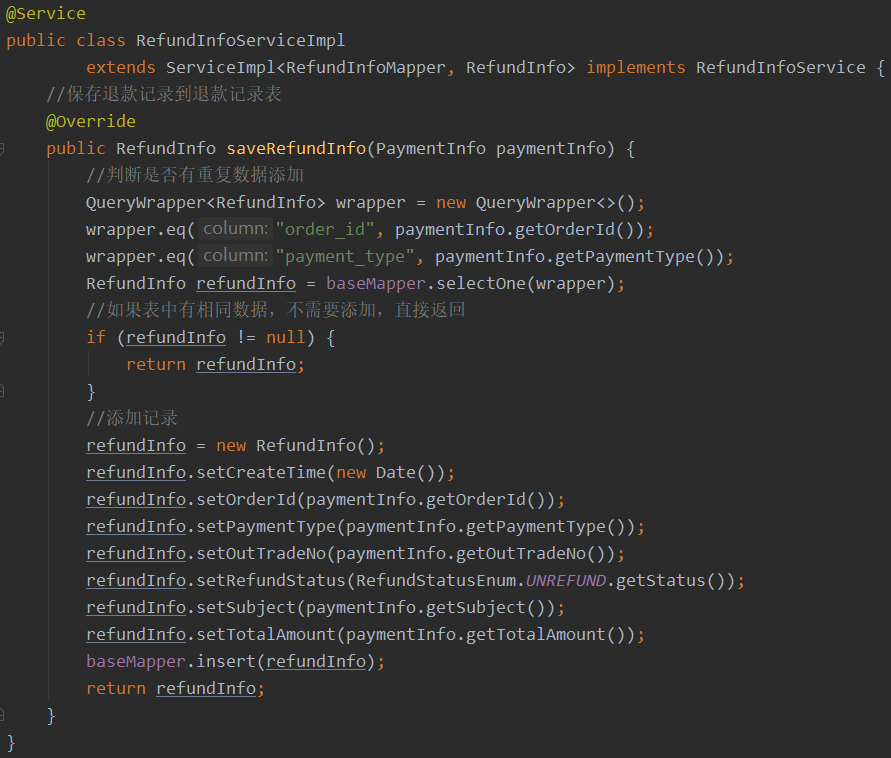 @Service
public class RefundInfoServiceImpl
        extends ServiceImpl<RefundInfoMapper, RefundInfo> implements RefundInfoService {
    //保存退款记录到退款记录表
    @Override
    public RefundInfo saveRefundInfo(PaymentInfo paymentInfo) {
        //判断是否有重复数据添加
        QueryWrapper<RefundInfo> wrapper = new QueryWrapper<>();
        wrapper.eq( column: "order_id", paymentInfo.getOrderId());
        wrapper.eq( column: "payment_type", paymentInfo.getPaymentType());
        RefundInfo refundInfo = baseMapper.selectOne(wrapper);
        //如果表中有相同数据，不需要添加，直接返回
        if (refundInfo != null) {
            return refundInfo;
        }
        //添加记录
        refundInfo = new RefundInfo();
        refundInfo.setCreateTime(new Date());
        refundInfo.setOrderId(paymentInfo.getOrderId());
        refundInfo.setPaymentType(paymentInfo.getPaymentType());
        refundInfo.setOutTradeNo(paymentInfo.getOutTradeNo());
        refundInfo.setRefundStatus(RefundStatusEnum.UNREFUND.getStatus());
        refundInfo.setSubject(paymentInfo.getSubject());
        refundInfo.setTotalAmount(paymentInfo.getTotalAmount());
        baseMapper.insert(refundInfo);
        return refundInfo;
    }
}